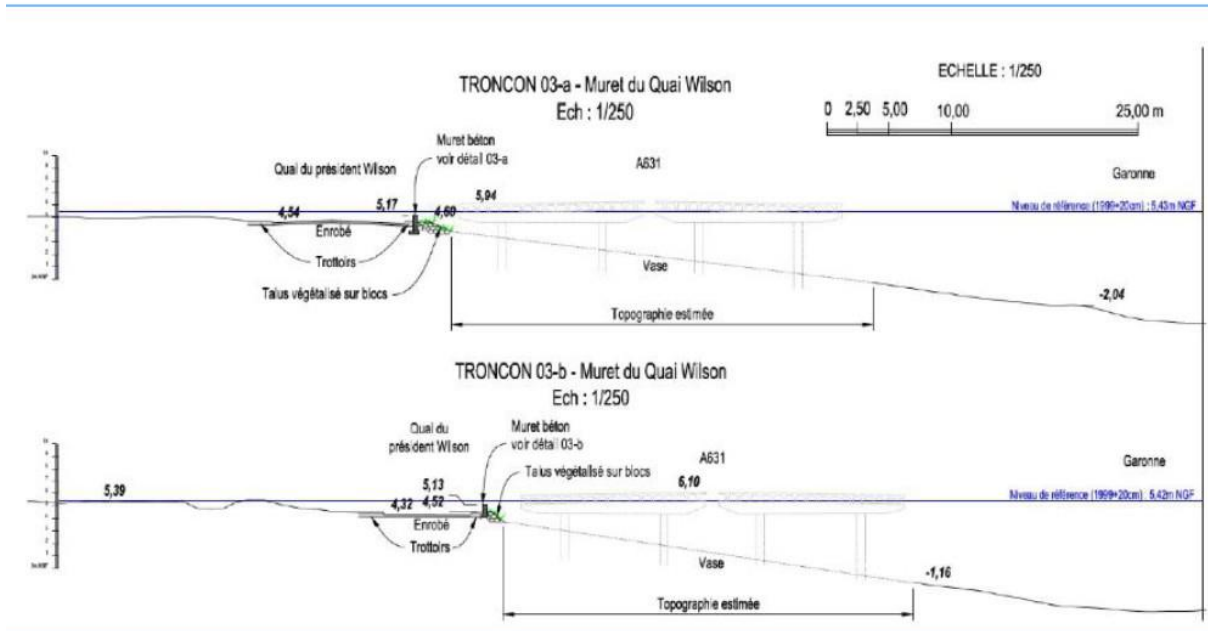 TRONCON 03-a - Muret du Quai Wilson
Ech : 1/250
ECHELLE : 1/250
0 2,50 5,00 10,00 25,00 m
Muret béton
voir détail 03-a
Quai du président Wilson
A631
Garonne
5,17
4,54
4,60
5,94
Niveau de référence (1999+20cm) : 5,43m NGF
Enrobé
Trottoirs
Talus végétalisé sur blocs
Vase
Topographie estimée
-2,04
TRONCON 03-b - Muret du Quai Wilson
Ech : 1/250
Quai du
président Wilson
Muret béton
voir détail 03-b
Talus végétalisé sur blocs
A631
Garonne
5,39
5,13
4,32
4,52
6,10
Niveau de référence (1999+20cm) : 5,42m NGF
Enrobé
Trottoirs
Vase
-1,16
Topographie estimée